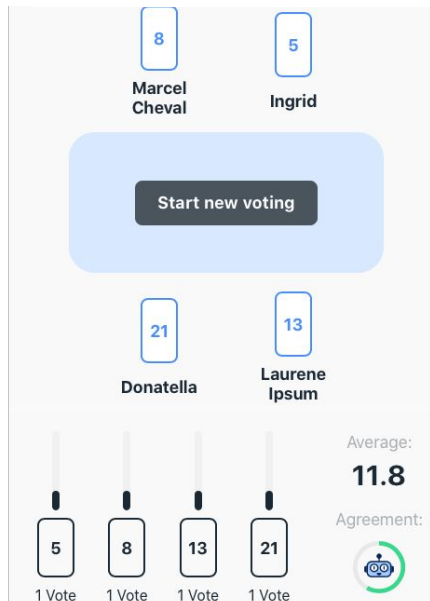 8
5
Marcel
Cheval
Ingrid
Start new voting
21
13
Donatella
Laurene
Ipsum
Average:
11.8
Agreement:
5
8
13
21
1 Vote
1 Vote
1 Vote
1 Vote